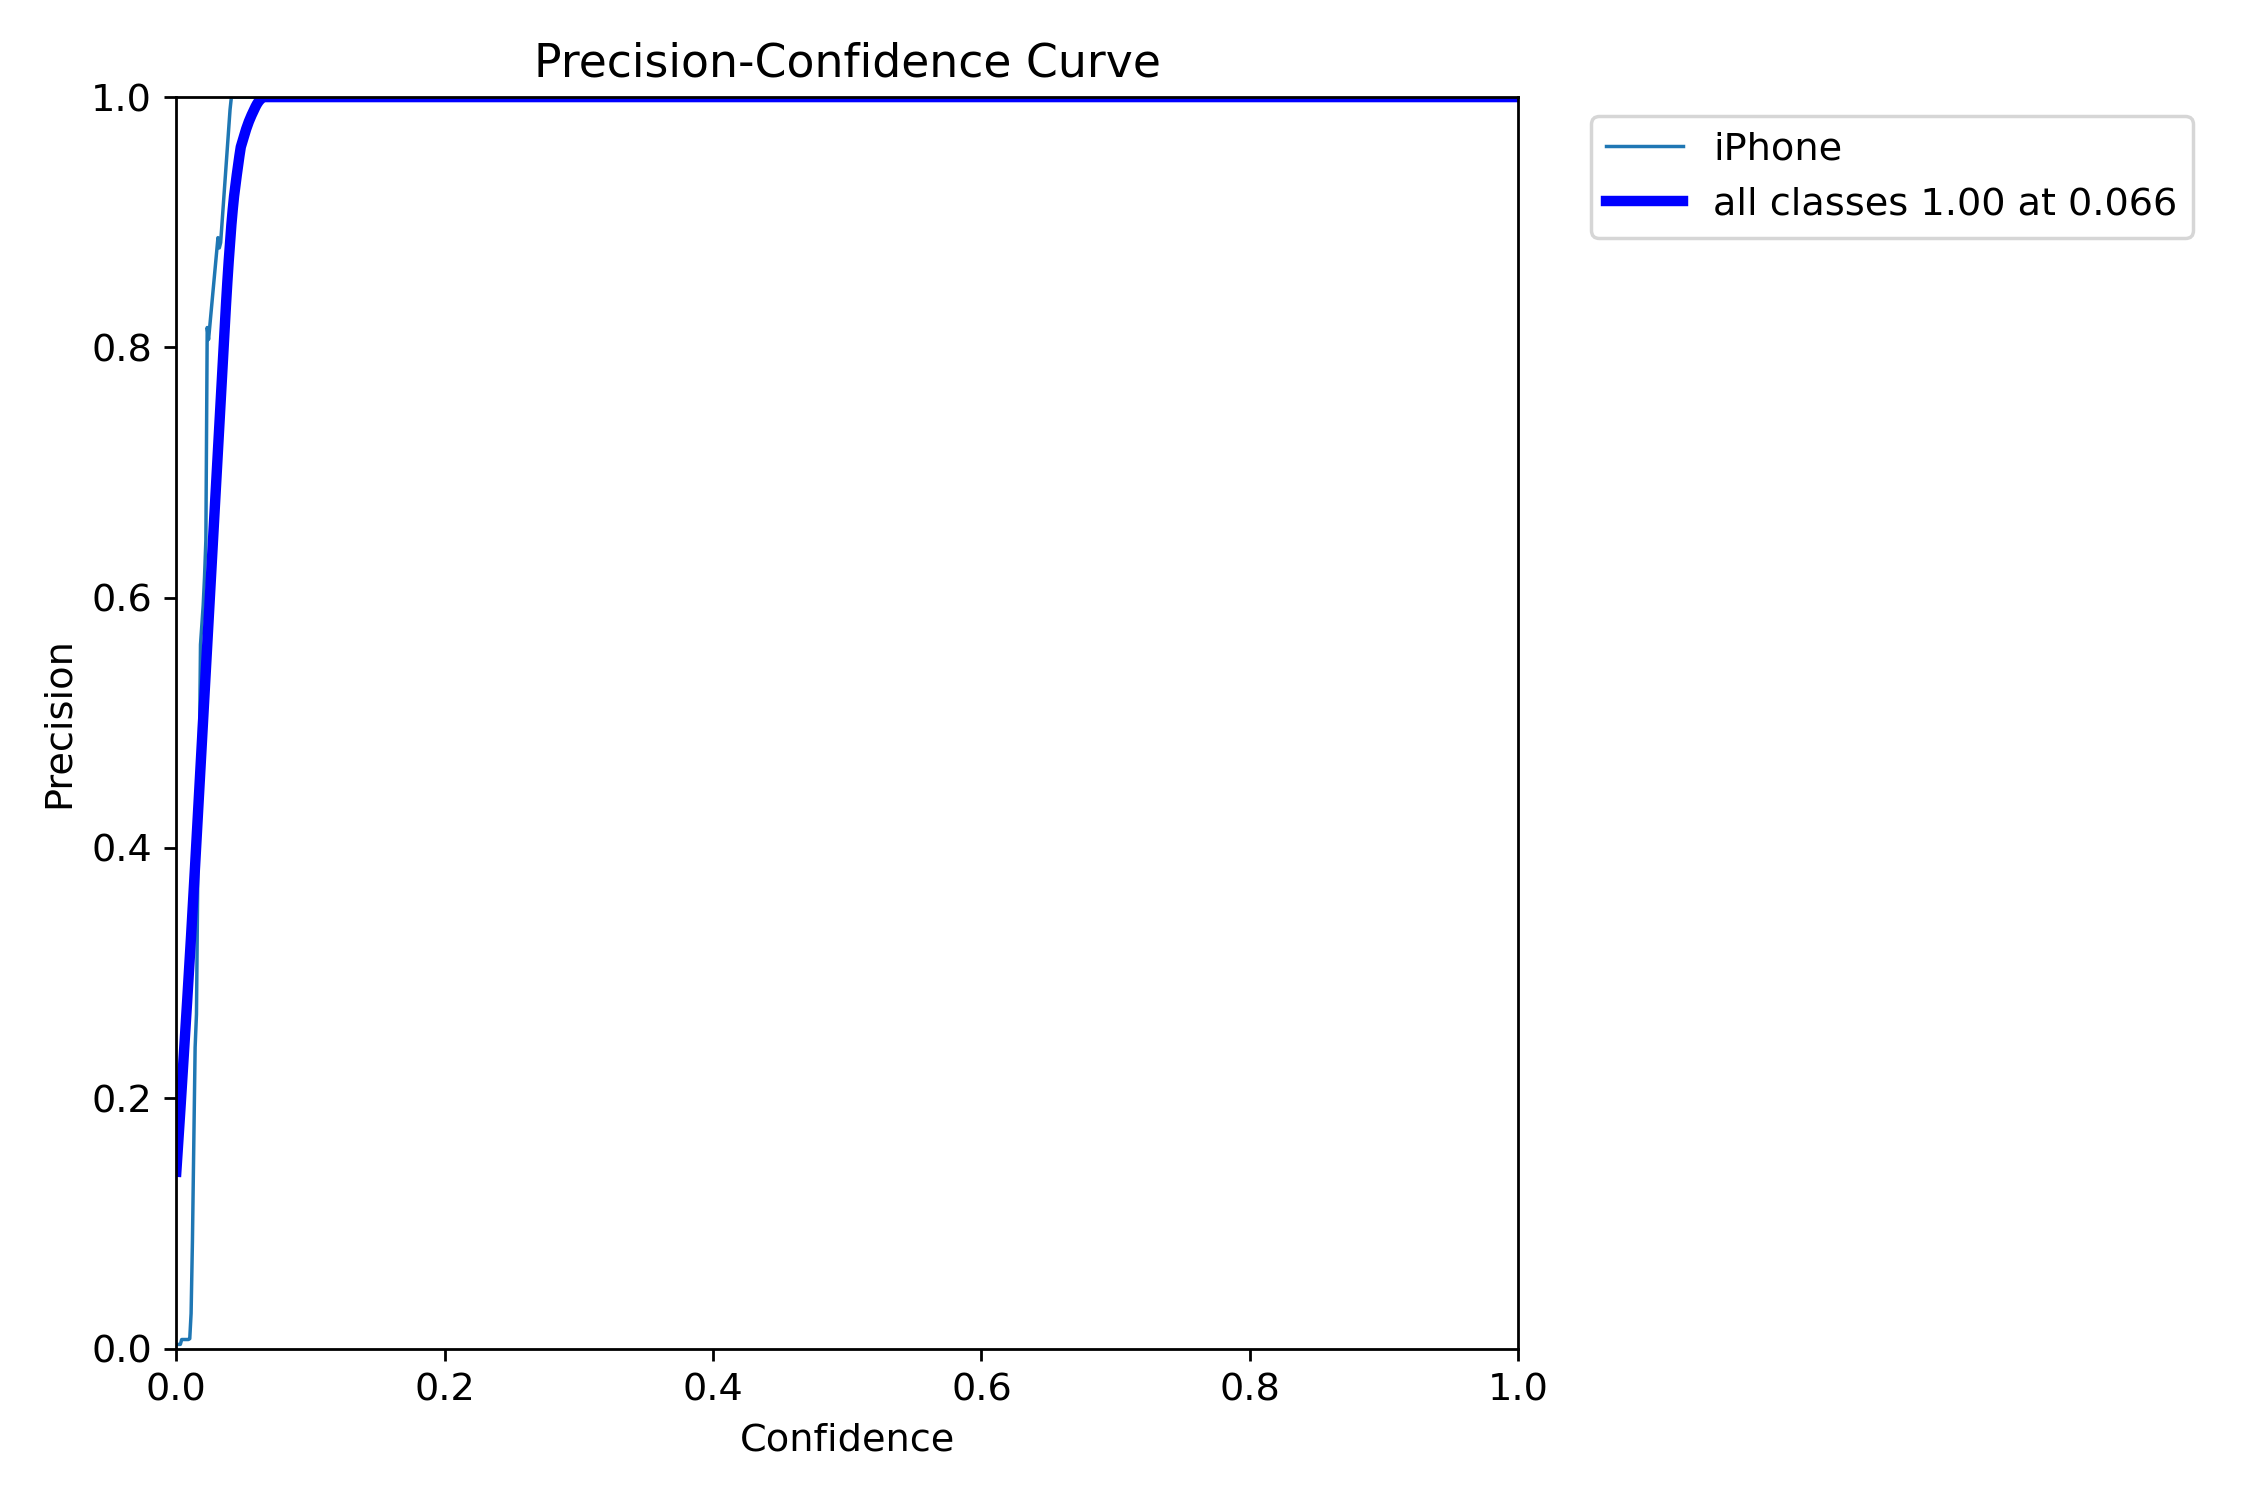 Precision-Confidence Curve
1.0
0.8
0.6
0.4
0.2
0.0
Precision
0.0 0.2 0.4 0.6 0.8 1.0
Confidence
iPhone
all classes 1.00 at 0.066